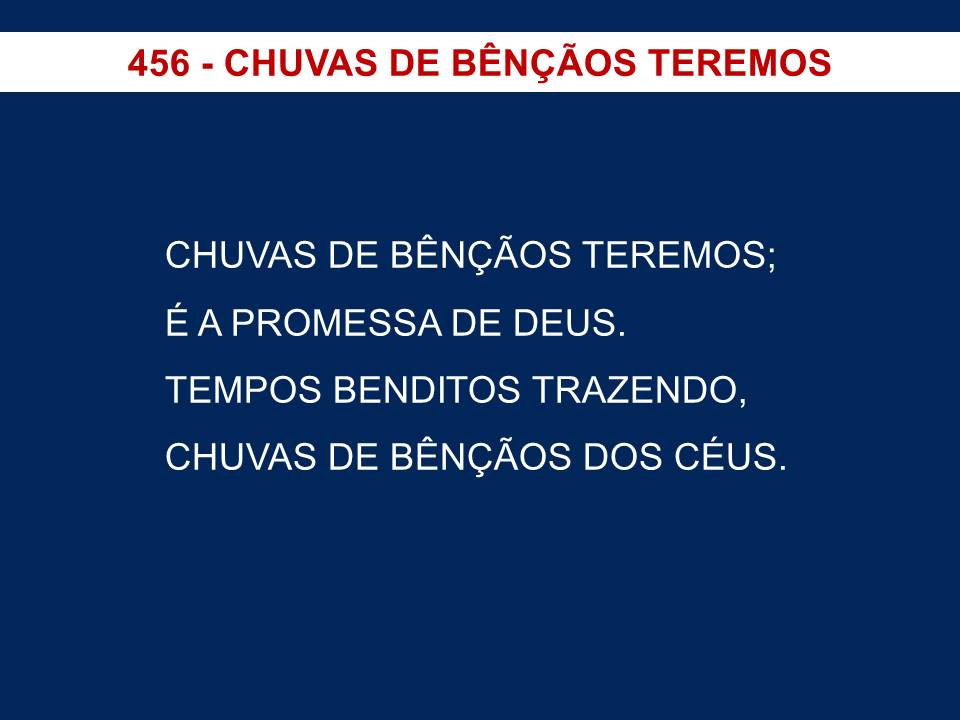 456 - CHUVAS DE BÊNÇÃOS TEREMOS
CHUVAS DE BÊNÇÃOS TEREMOS;
É A PROMESSA DE DEUS.
TEMPOS BENDITOS TRAZENDO,
CHUVAS DE BÊNÇÃOS DOS CÉUS.